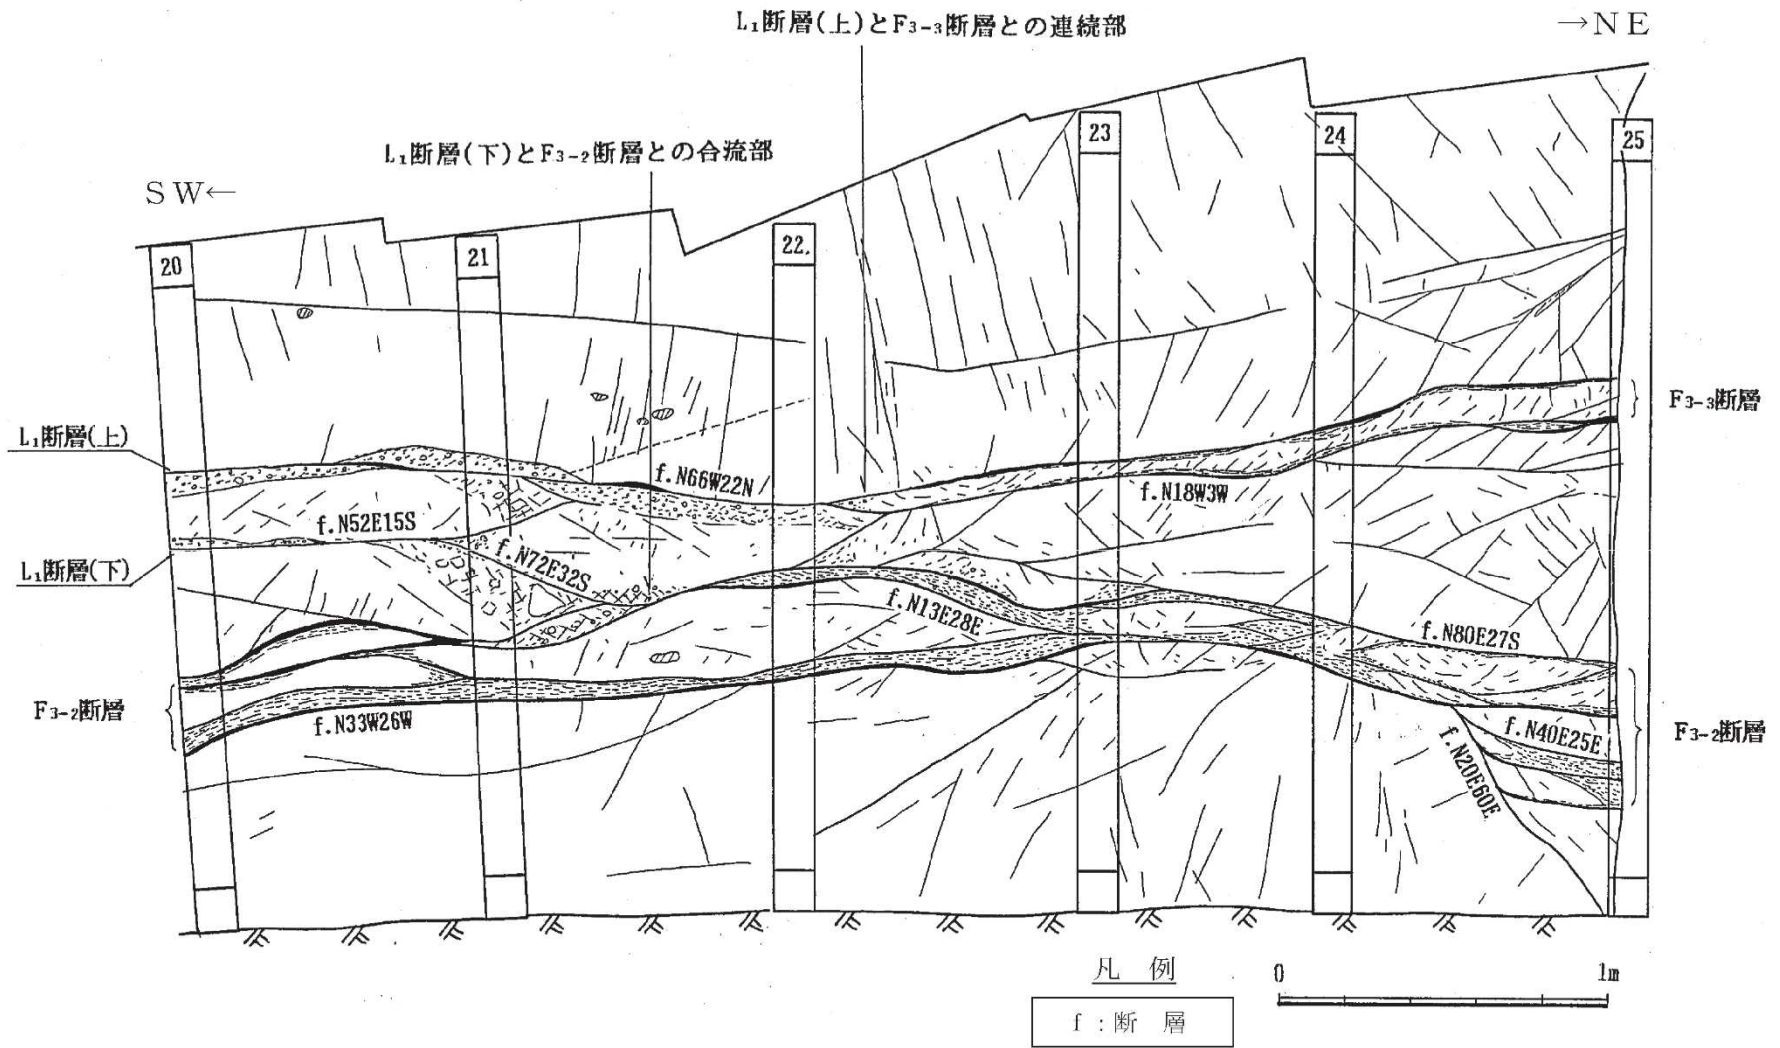 L₁断層(上)とF₃₋₃断層との連続部
→NE
L₁断層(下)とF₃₋₂断層との合流部
SW←
20
21
22.
23
24
25
L₁断層(上)
F₃₋₃断層
f.N66W22N
f.N18W3W
f.N52E15S
L₁断層(下)
f.N72E32S
f.N13E28E
f.N80E27S
F₃₋₂断層
f.N33W26W
f.N40E25E
f.N20E60E
F₃₋₂断層
凡 例
f : 断 層
0
1m